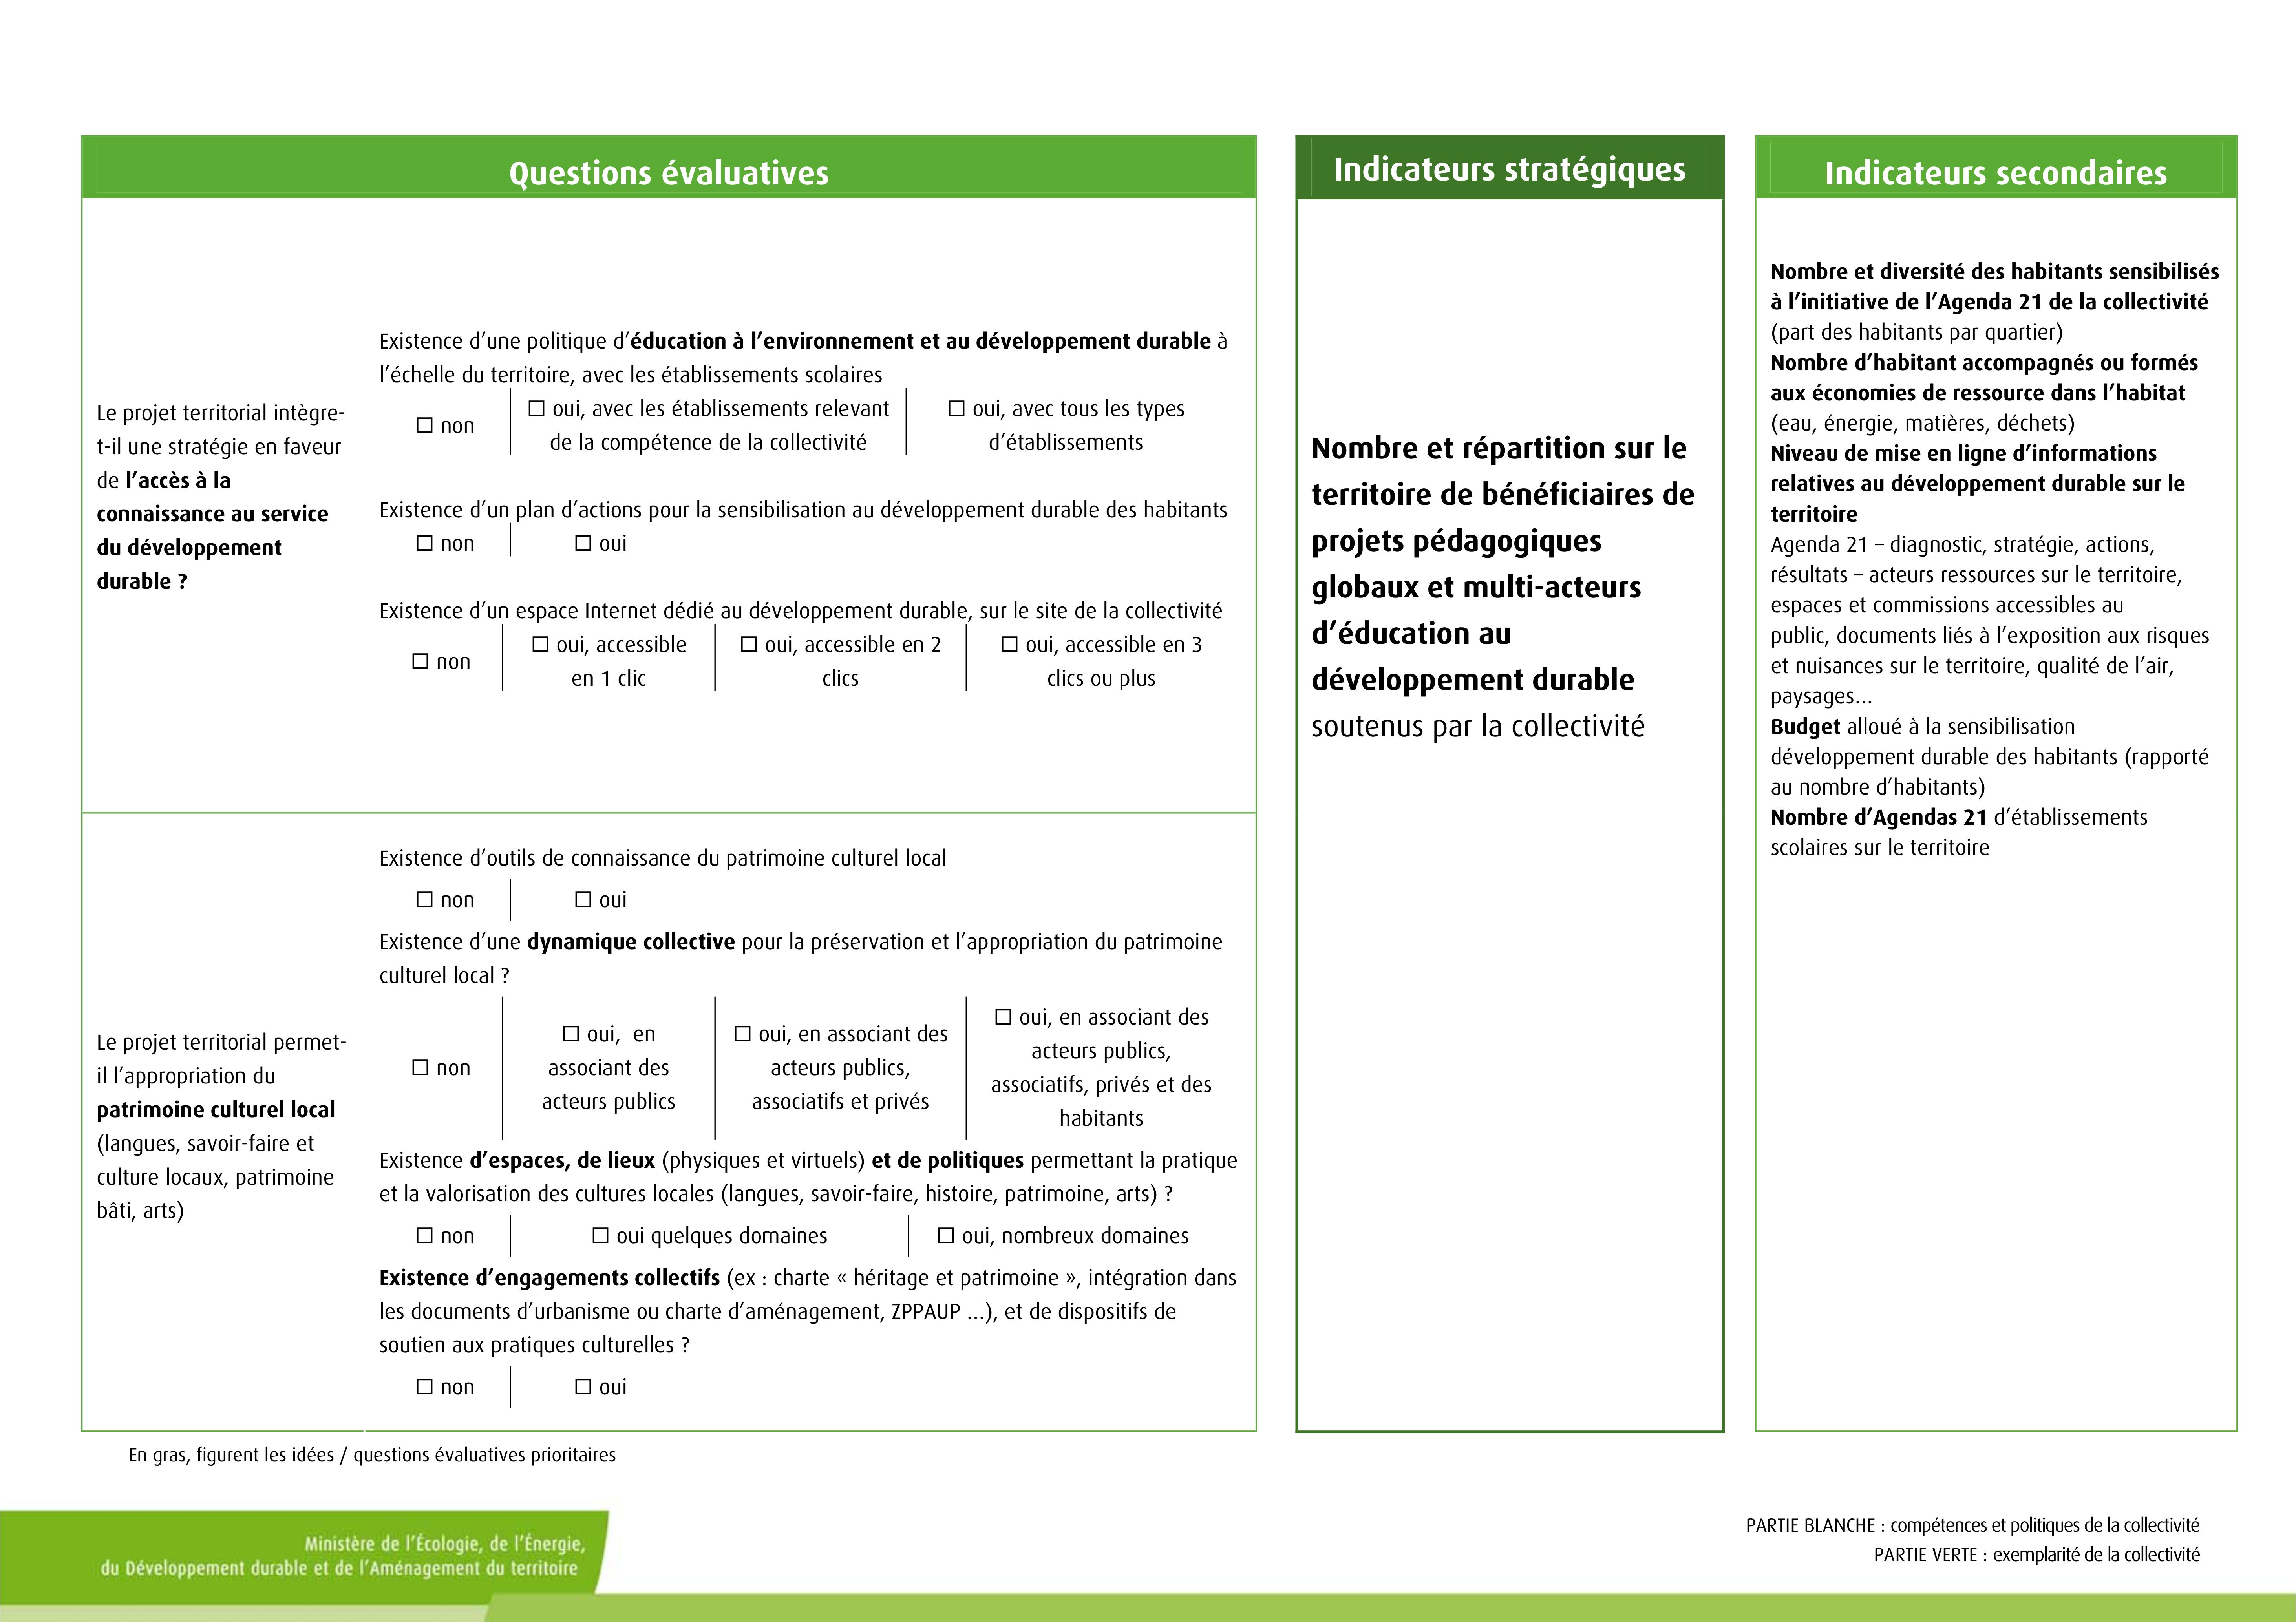 Questions évaluatives
Le projet territorial intègre-
t-il une stratégie en faveur
de l’accès à la
connaissance au service
du développement
durable ?
Existence d’une politique d’éducation à l’environnement et au développement durable à
l’échelle du territoire, avec les établissements scolaires
☐ non
☐ oui, avec les établissements relevant
de la compétence de la collectivité
☐ oui, avec tous les types
d’établissements
Existence d’un plan d’actions pour la sensibilisation au développement durable des habitants
☐ non
☐ oui
Existence d’un espace Internet dédié au développement durable, sur le site de la collectivité
☐ non
☐ oui, accessible
en 1 clic
☐ oui, accessible en 2
clics
☐ oui, accessible en 3
clics ou plus
Le projet territorial permet-
il l’appropriation du
patrimoine culturel local
(langues, savoir-faire et
culture locaux, patrimoine
bâti, arts)
Existence d’outils de connaissance du patrimoine culturel local
☐ non
☐ oui
Existence d’une dynamique collective pour la préservation et l’appropriation du patrimoine
culturel local ?
☐ non
☐ oui, en
associant des
acteurs publics
☐ oui, en associant des
acteurs publics,
associatifs et privés
☐ oui, en associant des
acteurs publics,
associatifs, privés et des
habitants
Existence d’espaces, de lieux (physiques et virtuels) et de politiques permettant la pratique
et la valorisation des cultures locales (langues, savoir-faire, histoire, patrimoine, arts) ?
☐ non
☐ oui quelques domaines
☐ oui, nombreux domaines
Existence d’engagements collectifs (ex : charte « héritage et patrimoine », intégration dans
les documents d’urbanisme ou charte d’aménagement, ZPPAUP …), et de dispositifs de
soutien aux pratiques culturelles ?
☐ non
☐ oui
Indicateurs stratégiques
Nombre et répartition sur le
territoire de bénéficiaires de
projets pédagogiques
globaux et multi-acteurs
d’éducation au
développement durable
soutenus par la collectivité
Indicateurs secondaires
Nombre et diversité des habitants sensibilisés
à l’initiative de l’Agenda 21 de la collectivité
(part des habitants par quartier)
Nombre d’habitant accompagnés ou formés
aux économies de ressource dans l’habitat
(eau, énergie, matières, déchets)
Niveau de mise en ligne d’informations
relatives au développement durable sur le
territoire
Agenda 21 – diagnostic, stratégie, actions,
résultats – acteurs ressources sur le territoire,
espaces et commissions accessibles au
public, documents liés à l’exposition aux risques
et nuisances sur le territoire, qualité de l’air,
paysages…
Budget alloué à la sensibilisation
développement durable des habitants (rapporté
au nombre d’habitants)
Nombre d’Agendas 21 d’établissements
scolaires sur le territoire
En gras, figurent les idées / questions évaluatives prioritaires
Ministère de l’Écologie, de l’Énergie,
du Développement durable et de l’Aménagement du territoire
PARTIE BLANCHE : compétences et politiques de la collectivité
PARTIE VERTE : exemplarité de la collectivité